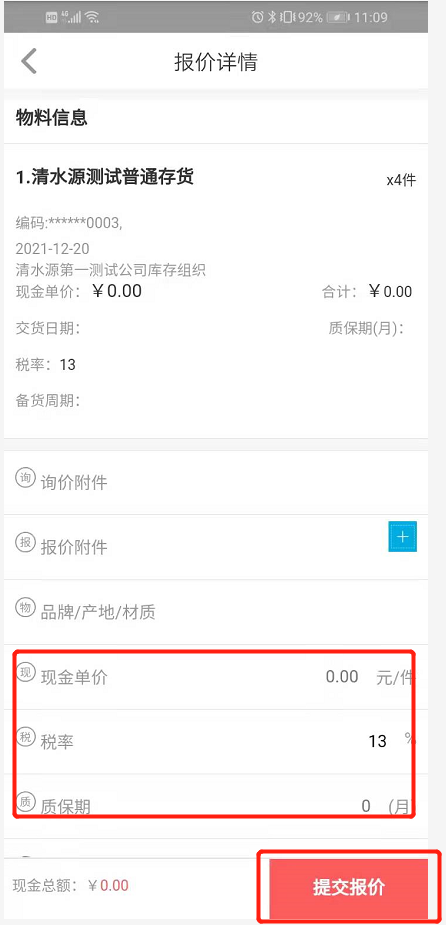 HD 4G 92% 11:09
报价详情
物料信息
1.清水源测试普通存货 x4件
编码:******0003,
2021-12-20
清水源第一测试公司库存组织
现金单价: ￥0.00 合计: ￥0.00
交货日期: 质保期(月):
税率: 13
备货周期:
询 询价附件
报 报价附件 +
物 品牌/产地/材质
现 现金单价 0.00 元/件
税 税率 13 %
质 质保期 0 (月
现金总额: ￥0.00 提交报价